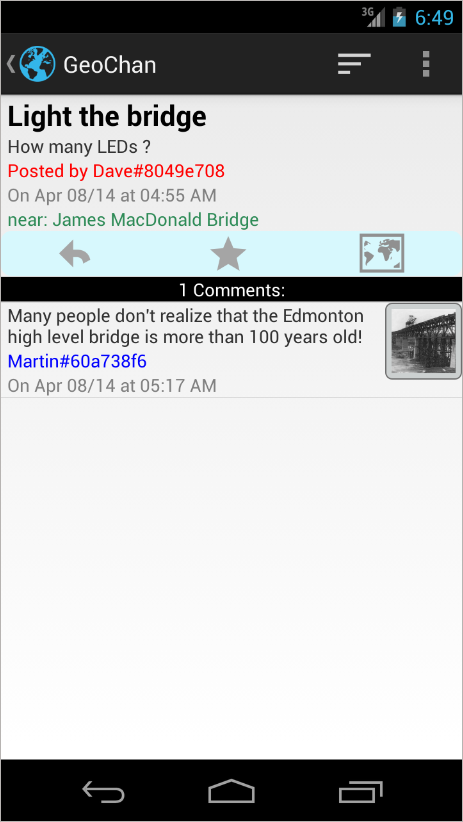 3G 6:49
GeoChan
Light the bridge
How many LEDs ?
Posted by Dave#8049e708
On Apr 08/14 at 04:55 AM
near: James MacDonald Bridge
1 Comments:
Many people don't realize that the Edmonton
high level bridge is more than 100 years old!
Martin#60a738f6
On Apr 08/14 at 05:17 AM